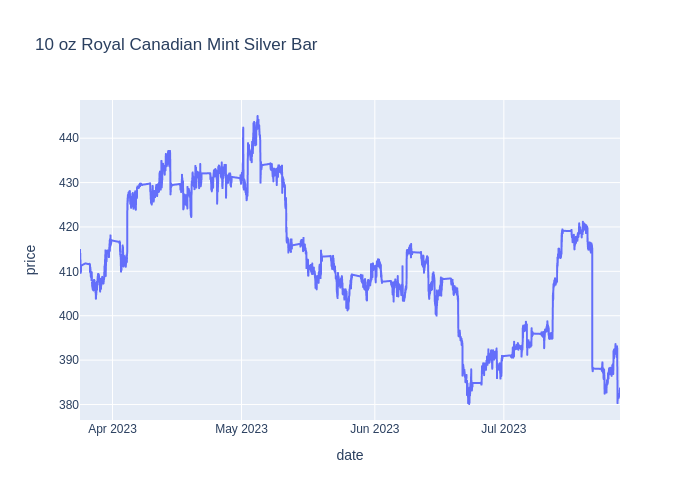 10 oz Royal Canadian Mint Silver Bar
440
430
420
410
400
390
380
price
Apr 2023
May 2023
Jun 2023
Jul 2023
date